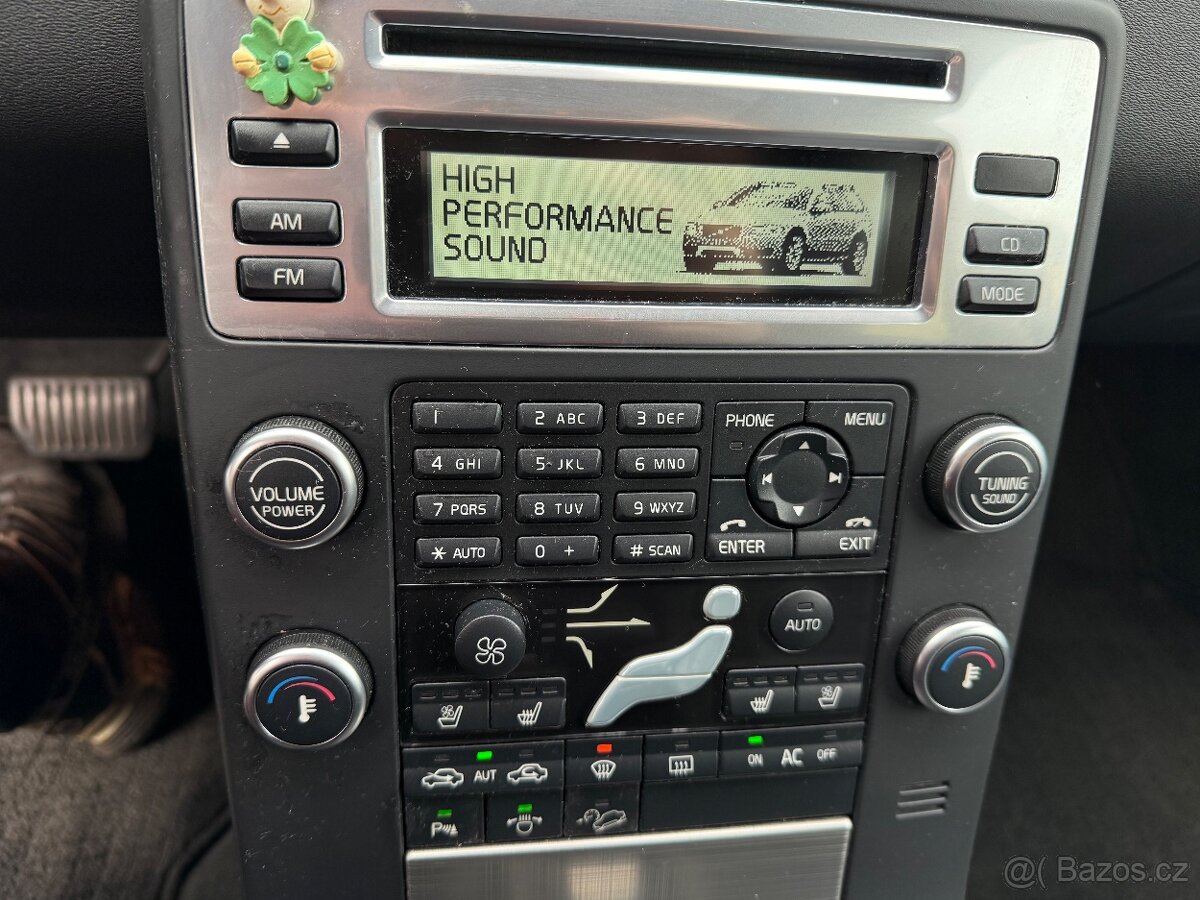 HIGH
PERFORMANCE
SOUND
AM
FM
CD
MODE
1
2 ABC
3 DEF
4 GHI
5 JKL
6 MNO
7 PQRS
8 TUV
9 WXYZ
* AUTO
0 +
# SCAN
PHONE
MENU
ENTER
EXIT
VOLUME
POWER
TUNING
SOUND
AUTO
AUT
ON AC OFF
P
@( Bazos.cz